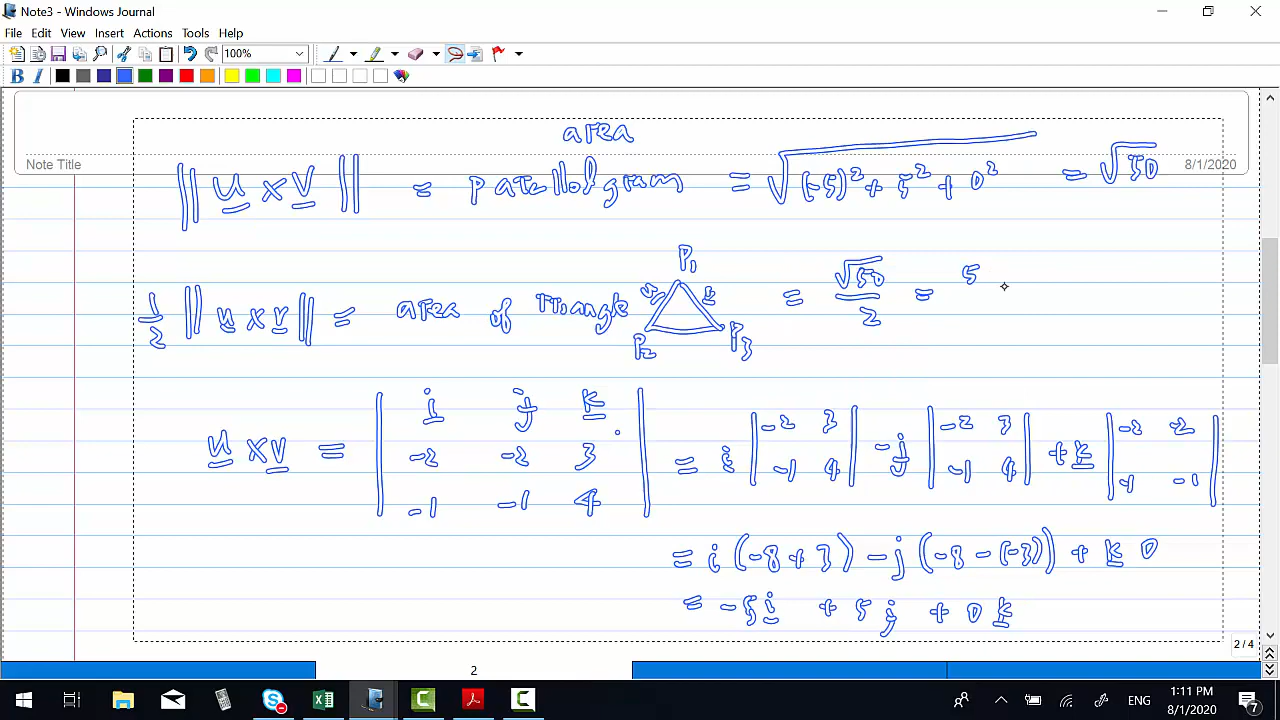 Note3 - Windows Journal
File Edit View Insert Actions Tools Help
100%
B I
area
Note Title 8/1/2020
‖ u × v ‖ = parellolgram = √((-5)² + 5² + 0²) = √50
P₁
1/2 ‖ u × v ‖ = area of Triangle = √50/2 = 5
P₂ P₃
u × v = | i j k | = i | -2 3 | - j | -2 3 | + k | -2 -2 |
| -2 -2 3 | | -1 4 | | -1 4 | | -1 -1 |
| -1 -1 4 |
= i (-8 + 3) - j (-8 - (-3)) + k 0
= -5i + 5j + 0k
2/4
2
ENG 1:11 PM
8/1/2020
7